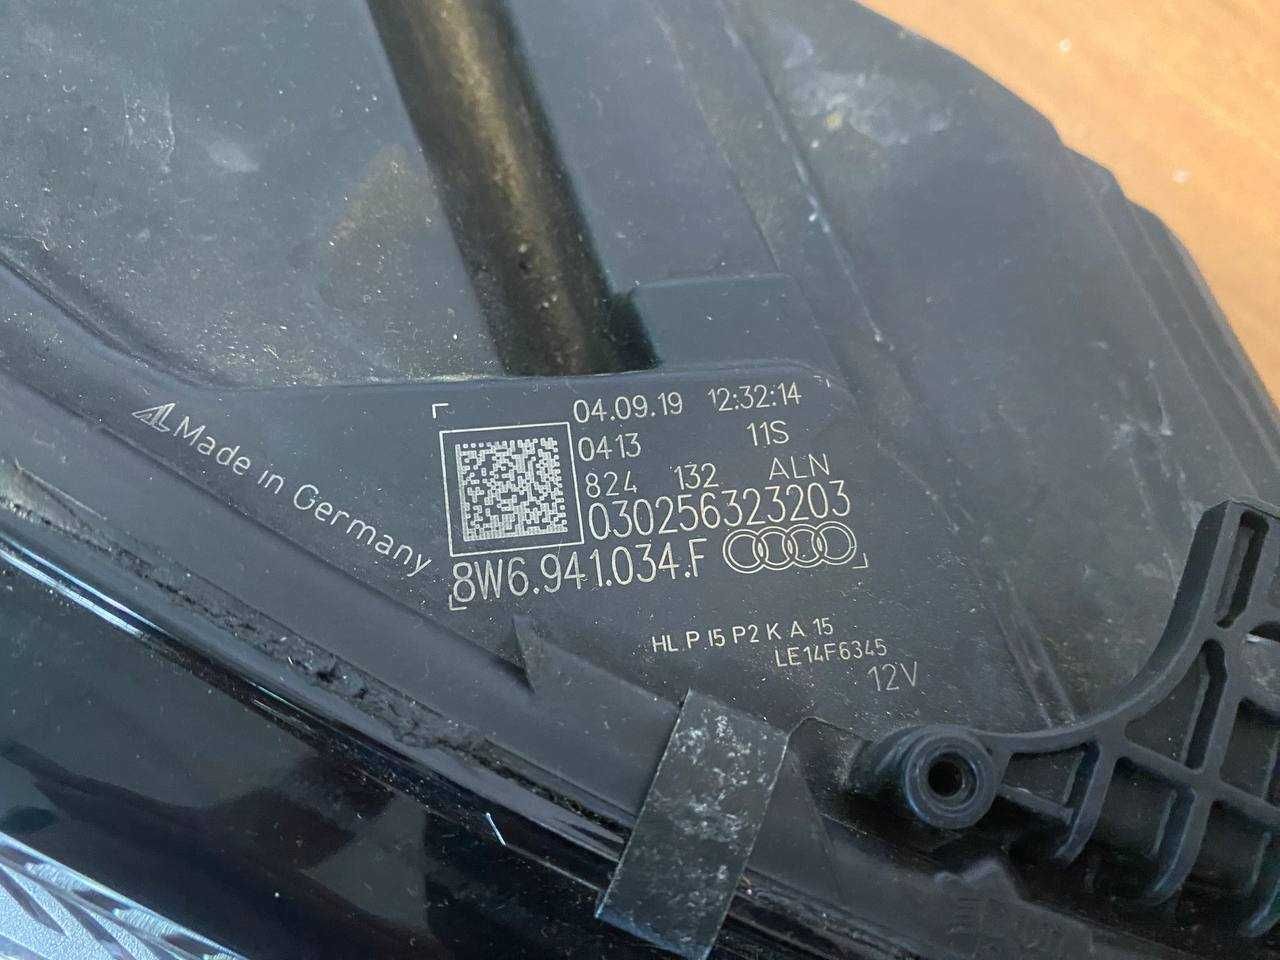 Made in Germany
04.09.19 12:32:14
0413 11S
824 132 ALN
030256323203
8W6.941.034.F
HL P I5 P2 K A 15
LE14F6345
12V